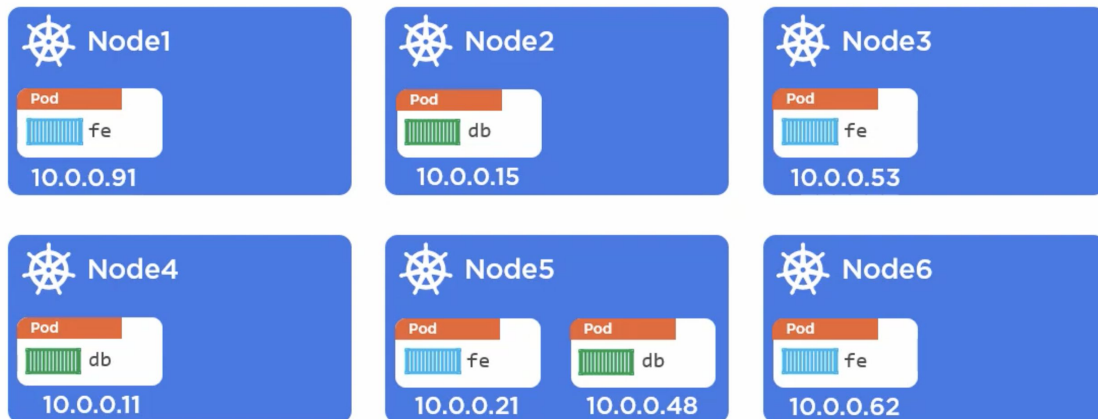 Node1
Pod
fe
10.0.0.91
Node2
Pod
db
10.0.0.15
Node3
Pod
fe
10.0.0.53
Node4
Pod
db
10.0.0.11
Node5
Pod
fe
10.0.0.21
Pod
db
10.0.0.48
Node6
Pod
fe
10.0.0.62